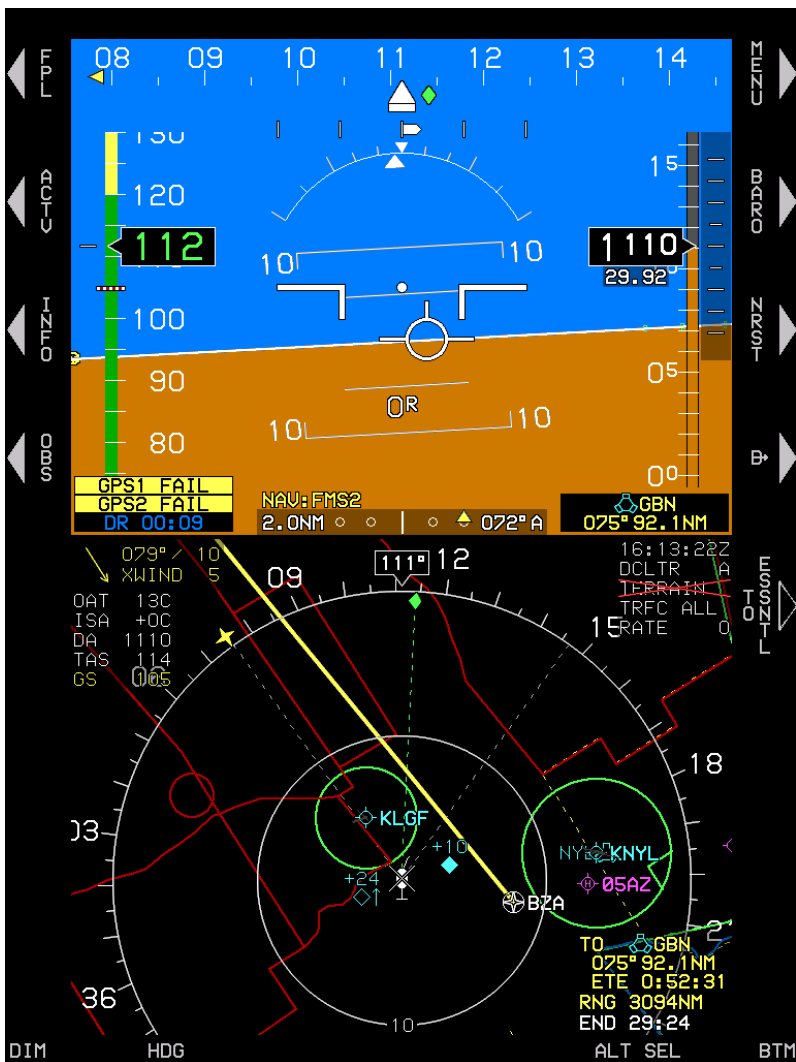 FPL
08 09 10 11 12 13 14
MENU
130
ACTV
120
15
BARO
112
10 10
1110
29.92
INFO
100
NRST
90
05
0R
10 10
OBS
80
00
GPS1 FAIL
GPS2 FAIL
DR 00:09
NAV:FMS2
2.0NM
072°A
GBN
075°92.1NM
079°/ 10
XWIND 5
09
111°
12
16:13:22Z
DCLTR A
TERRAIN
TRFC ALL
RATE 0
ESSNTL
TO
OAT 13C
ISA +0C
DA 1110
TAS 114
GS 105
06
15
18
03
KLGF
+10
NY
KNYL
+24
05AZ
BZA
21
TO GBN
075°92.1NM
ETE 0:52:31
RNG 3094NM
END 29:24
36
10
DIM
HDG
ALT SEL
BTM